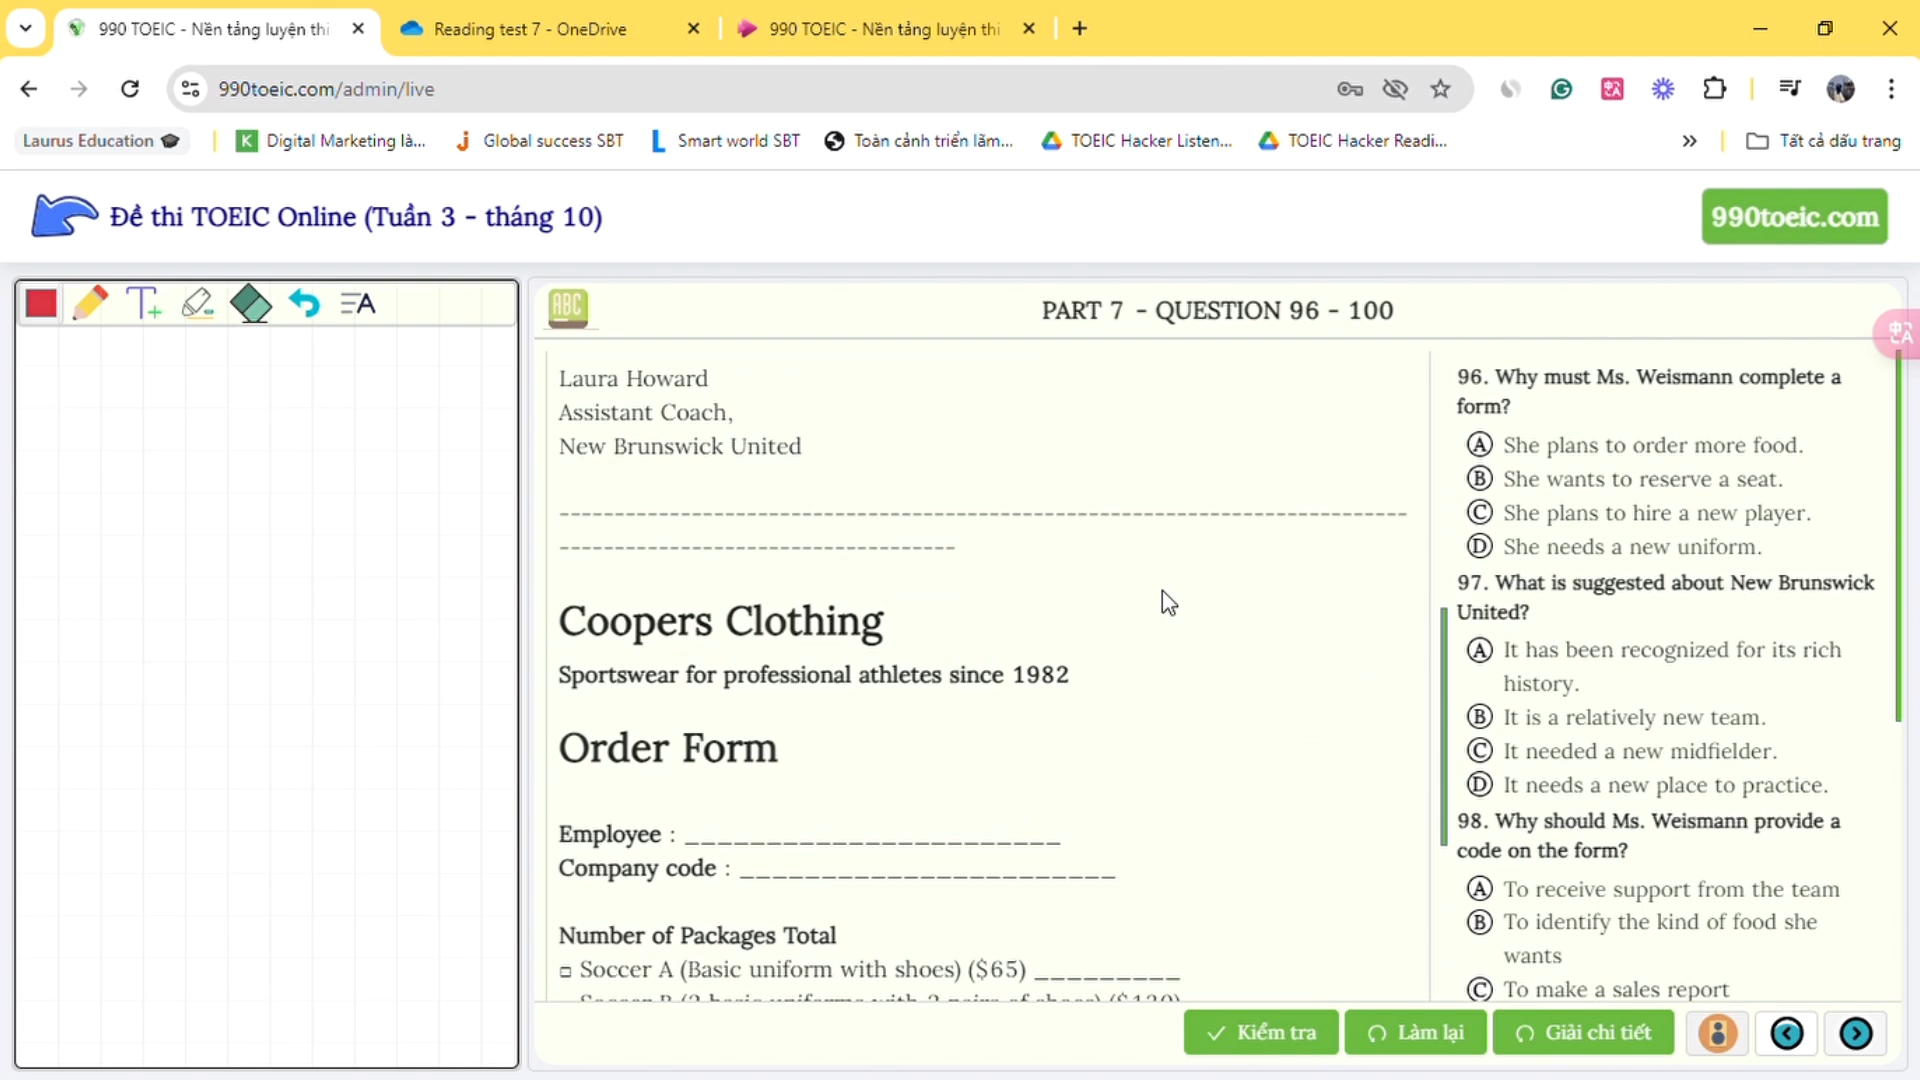 990 TOEIC - Nền tảng luyện thi
Reading test 7 - OneDrive
990 TOEIC - Nền tảng luyện thi
990toeic.com/admin/live
Laurus Education
Digital Marketing là...
Global success SBT
Smart world SBT
Toàn cảnh triển lãm...
TOEIC Hacker Listen...
TOEIC Hacker Readi...
Tất cả dấu trang
Đề thi TOEIC Online (Tuần 3 - tháng 10)
990toeic.com
ABC
PART 7 - QUESTION 96 - 100
Laura Howard
Assistant Coach,
New Brunswick United
Coopers Clothing
Sportswear for professional athletes since 1982
Order Form
Employee : _______________________
Company code : _______________________
Number of Packages Total
□ Soccer A (Basic uniform with shoes) ($65) _________
96. Why must Ms. Weismann complete a
form?
A She plans to order more food.
B She wants to reserve a seat.
C She plans to hire a new player.
D She needs a new uniform.
97. What is suggested about New Brunswick
United?
A It has been recognized for its rich
history.
B It is a relatively new team.
C It needed a new midfielder.
D It needs a new place to practice.
98. Why should Ms. Weismann provide a
code on the form?
A To receive support from the team
B To identify the kind of food she
wants
C To make a sales report
Kiểm tra
Làm lại
Giải chi tiết